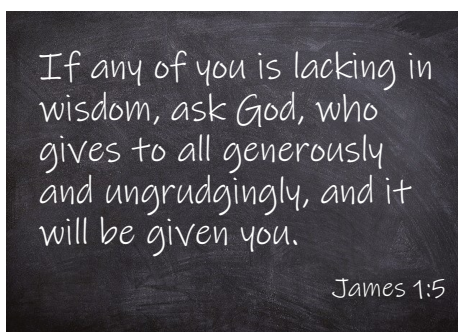 If any of you is lacking in
wisdom, ask God, who
gives to all generously
and ungrudgingly, and it
will be given you.
James 1:5